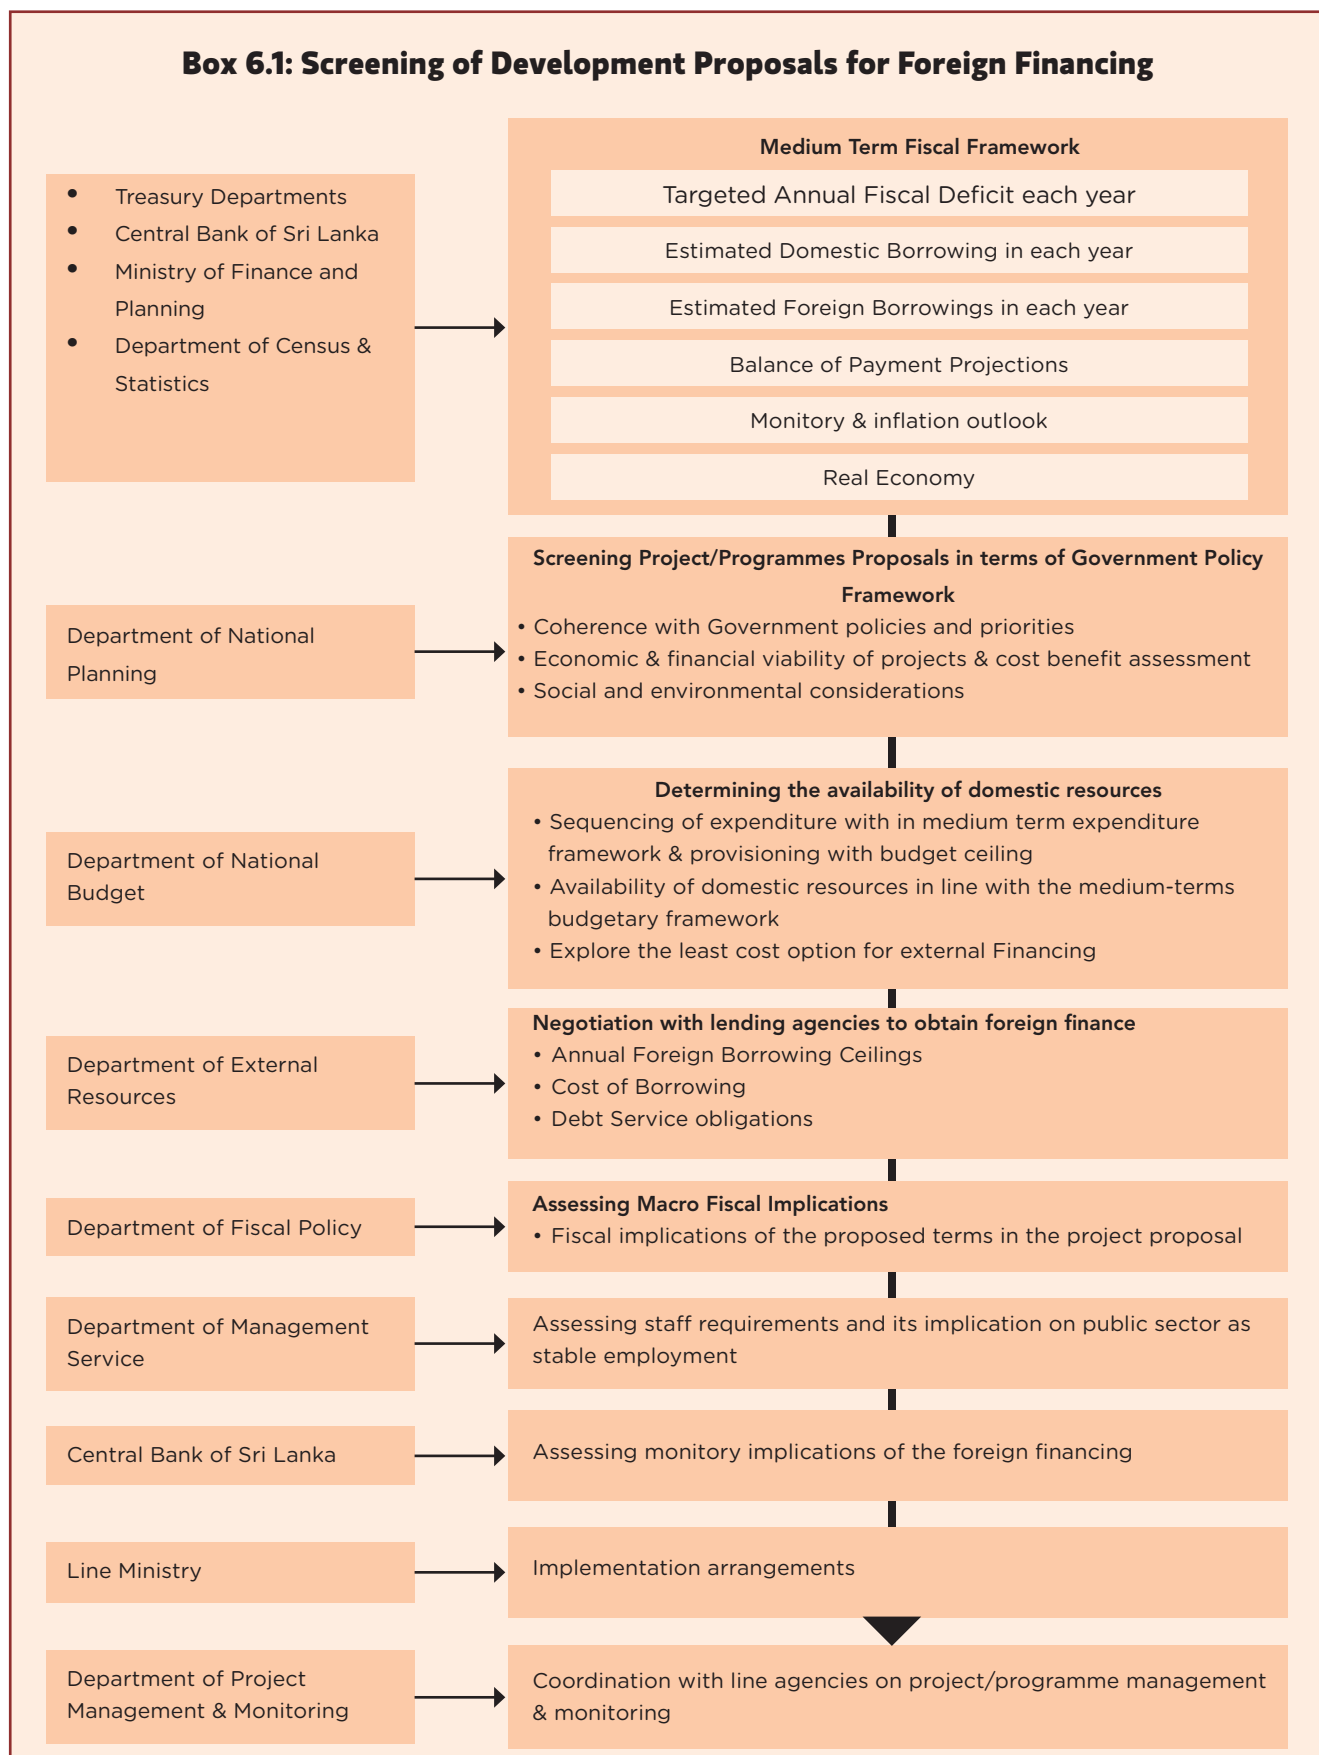 Box 6.1: Screening of Development Proposals for Foreign Financing
• Treasury Departments
• Central Bank of Sri Lanka
• Ministry of Finance and
Planning
• Department of Census &
Statistics
Medium Term Fiscal Framework
Targeted Annual Fiscal Deficit each year
Estimated Domestic Borrowing in each year
Estimated Foreign Borrowings in each year
Balance of Payment Projections
Monitory & inflation outlook
Real Economy
Department of National
Planning
Screening Project/Programmes Proposals in terms of Government Policy
Framework
• Coherence with Government policies and priorities
• Economic & financial viability of projects & cost benefit assessment
• Social and environmental considerations
Department of National
Budget
Determining the availability of domestic resources
• Sequencing of expenditure with in medium term expenditure
framework & provisioning with budget ceiling
• Availability of domestic resources in line with the medium-terms
budgetary framework
• Explore the least cost option for external Financing
Department of External
Resources
Negotiation with lending agencies to obtain foreign finance
• Annual Foreign Borrowing Ceilings
• Cost of Borrowing
• Debt Service obligations
Department of Fiscal Policy
Assessing Macro Fiscal Implications
• Fiscal implications of the proposed terms in the project proposal
Department of Management
Service
Assessing staff requirements and its implication on public sector as
stable employment
Central Bank of Sri Lanka
Assessing monitory implications of the foreign financing
Line Ministry
Implementation arrangements
Department of Project
Management & Monitoring
Coordination with line agencies on project/programme management
& monitoring